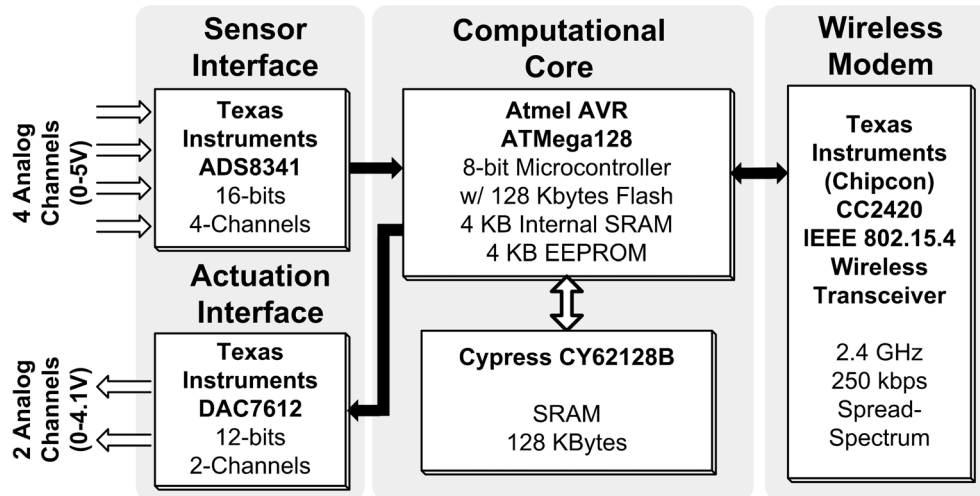 Sensor
Interface
4 Analog
Channels
(0-5V)
Texas
Instruments
ADS8341
16-bits
4-Channels
Actuation
Interface
2 Analog
Channels
(0-4.1V)
Texas
Instruments
DAC7612
12-bits
2-Channels
Computational
Core
Atmel AVR
ATMega128
8-bit Microcontroller
w/ 128 Kbytes Flash
4 KB Internal SRAM
4 KB EEPROM
Cypress CY62128B
SRAM
128 KBytes
Wireless
Modem
Texas
Instruments
(Chipcon)
CC2420
IEEE 802.15.4
Wireless
Transceiver
2.4 GHz
250 kbps
Spread-
Spectrum